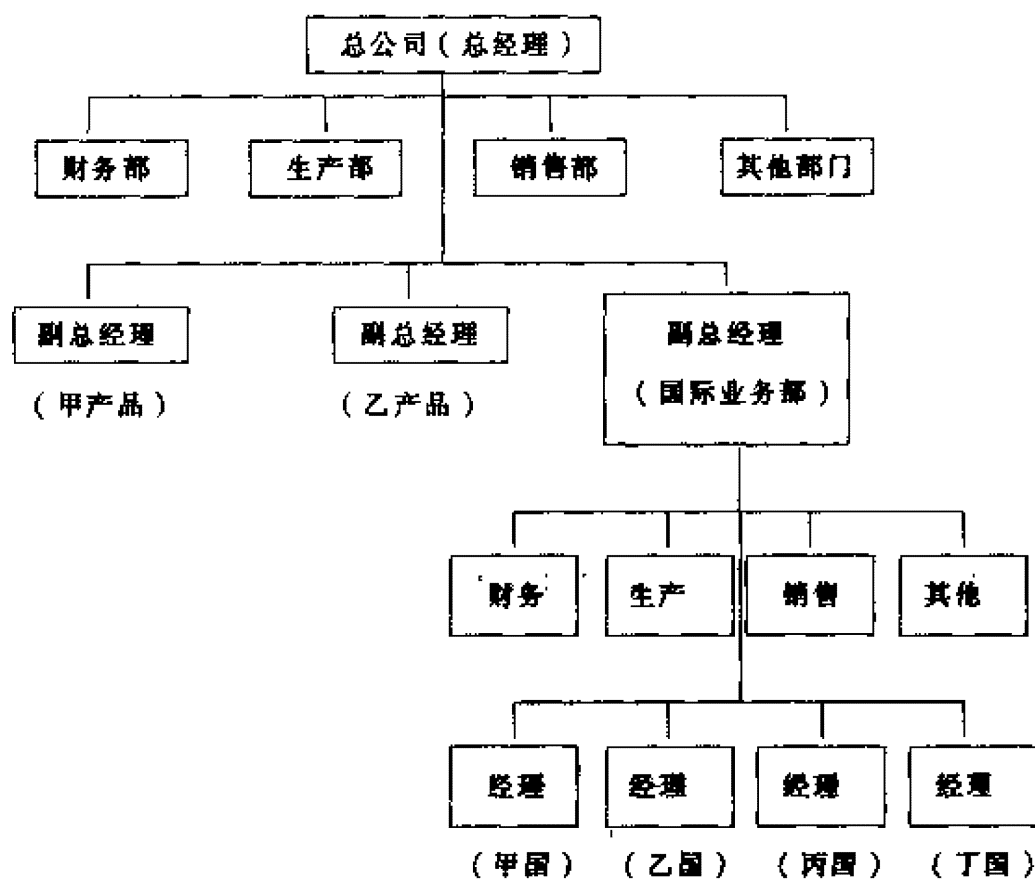 总公司(总经理)
财务部 生产部 销售部 其他部门
副总经理 副总经理 副总经理
(甲产品) (乙产品) (国际业务部)
财务 生产 销售 其他
经理 经理 经理 经理
(甲国) (乙国) (丙国) (丁国)